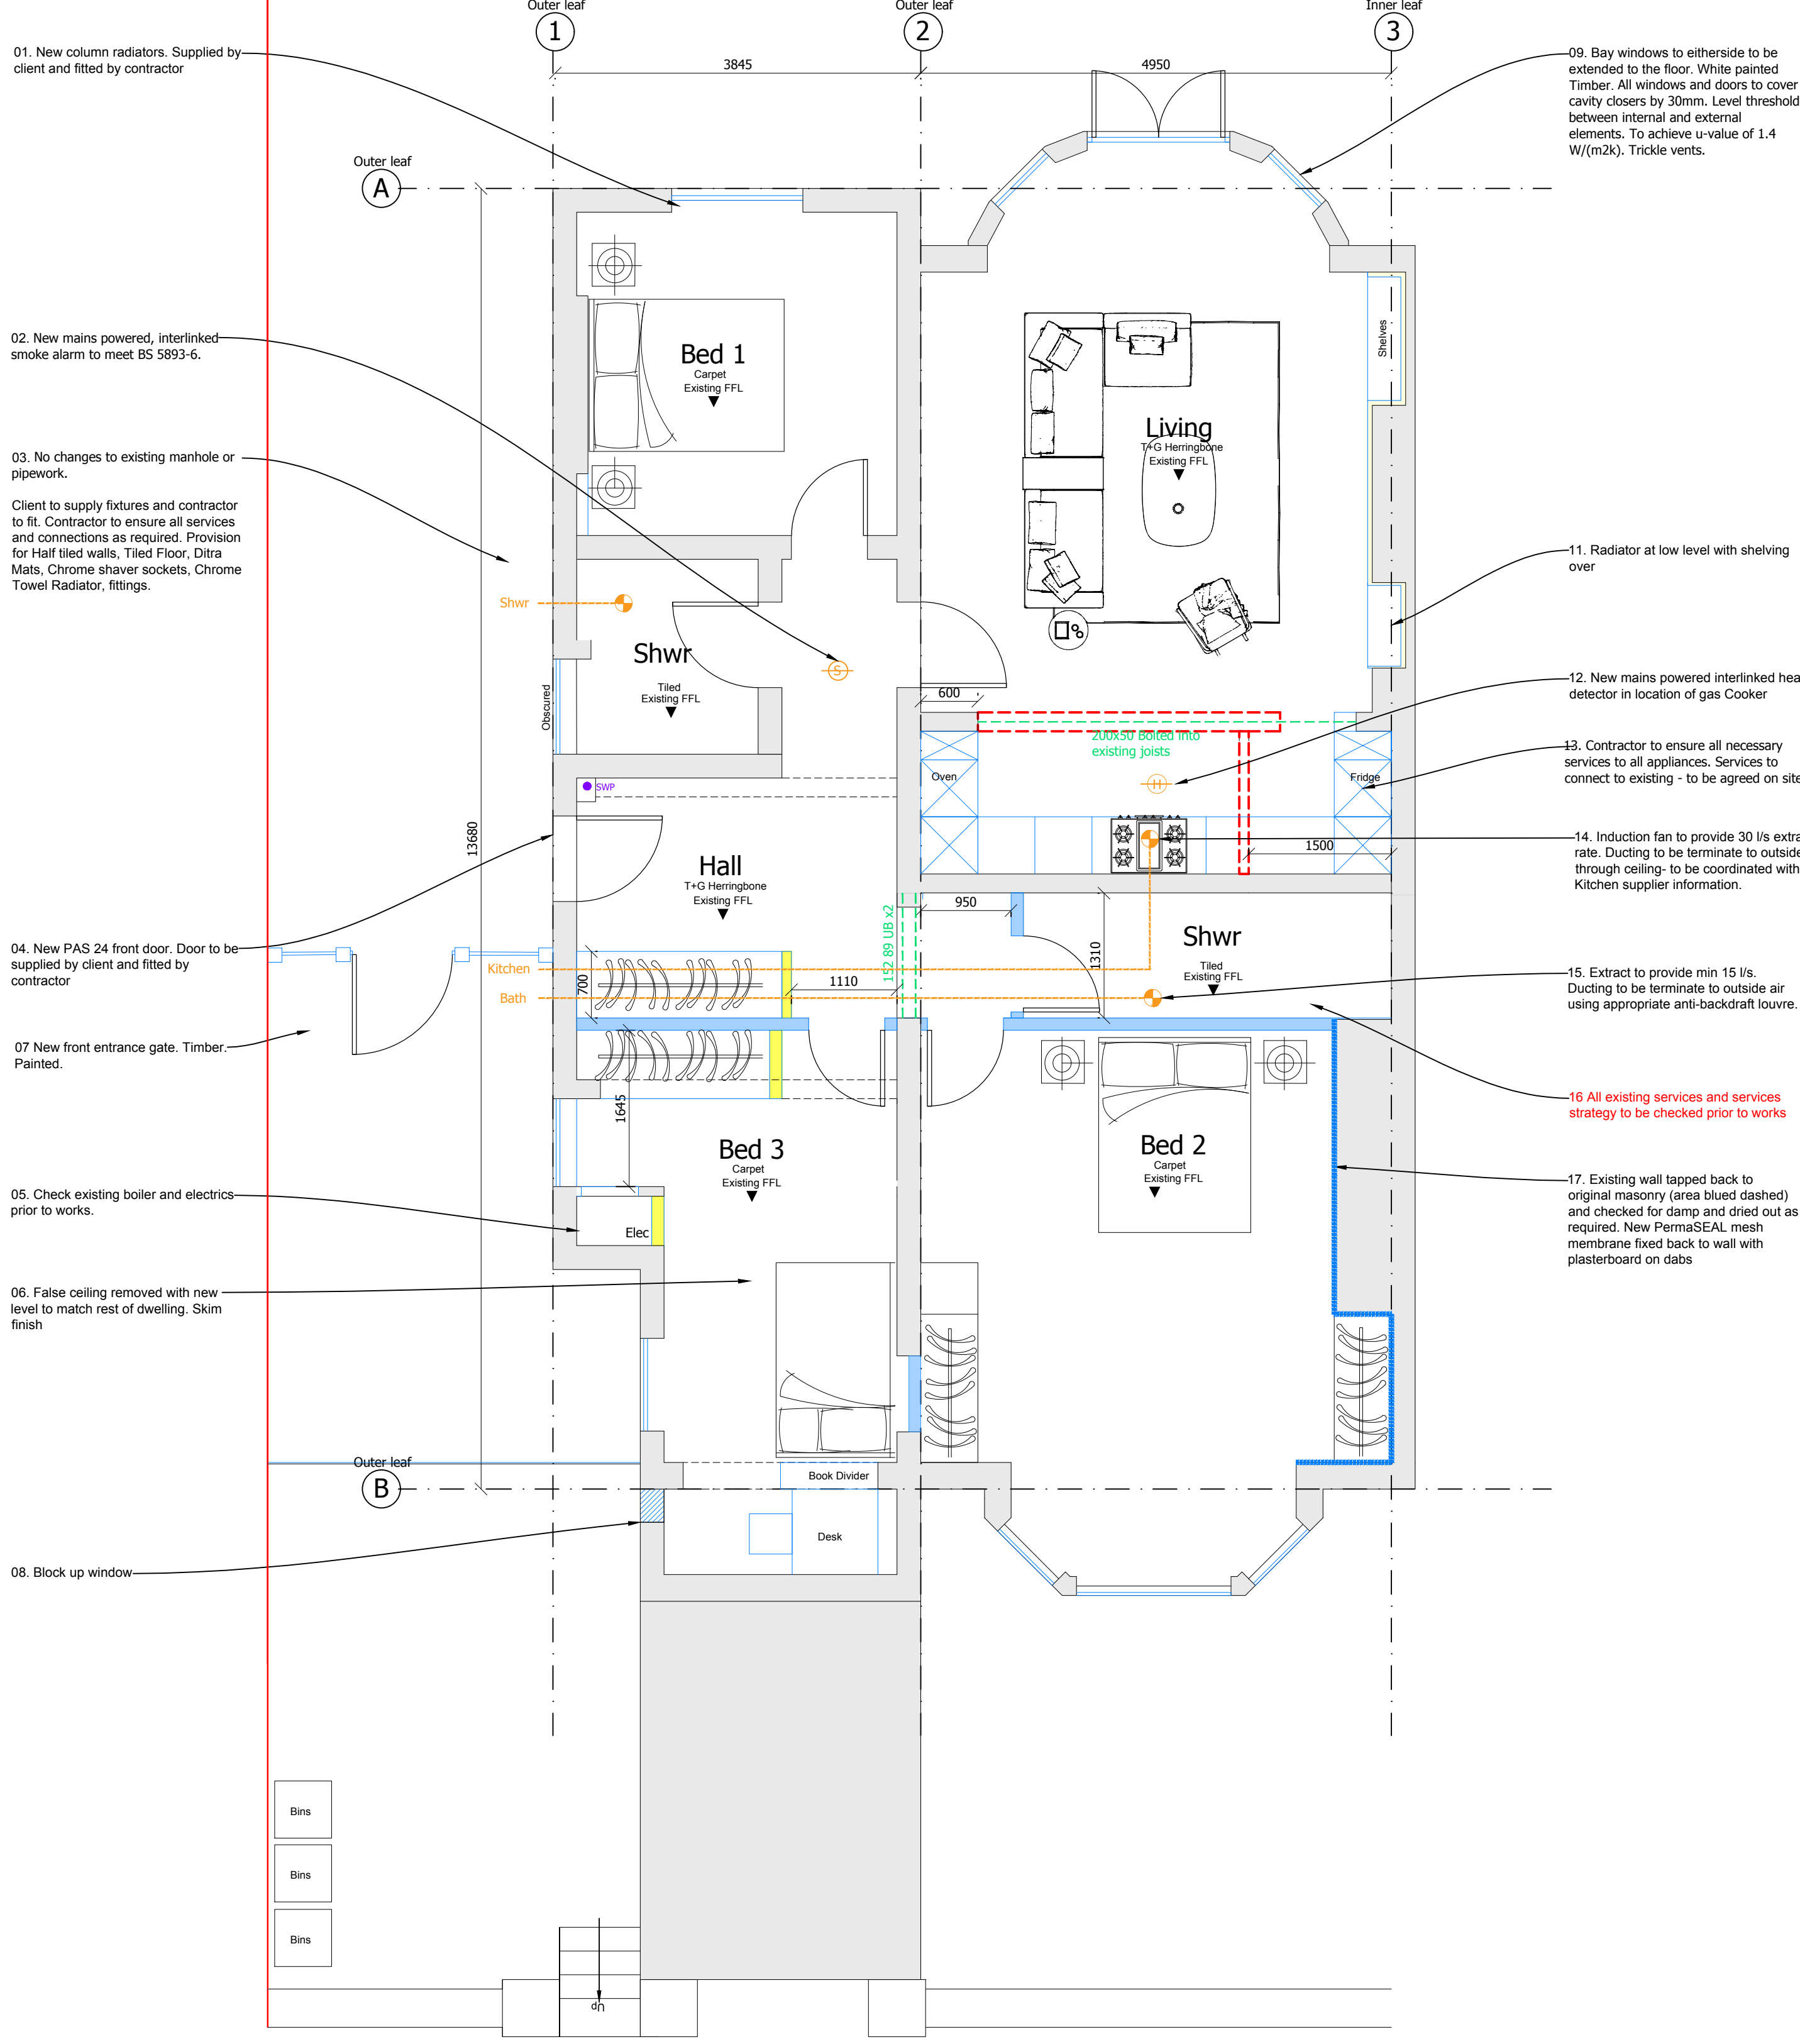 Outer leaf
1
Outer leaf
2
Inner leaf
3
3845
4950
01. New column radiators. Supplied by
client and fitted by contractor
09. Bay windows to eitherside to be
extended to the floor. White painted
Timber. All windows and doors to cover
cavity closers by 30mm. Level threshold
between internal and external
elements. To achieve u-value of 1.4
W/(m2k). Trickle vents.
Outer leaf
A
02. New mains powered, interlinked
smoke alarm to meet BS 5893-6.
Bed 1
Carpet
Existing FFL
Shelves
Living
T+G Herringbone
Existing FFL
03. No changes to existing manhole or
pipework.
Client to supply fixtures and contractor
to fit. Contractor to ensure all services
and connections as required. Provision
for Half tiled walls, Tiled Floor, Ditra
Mats, Chrome shaver sockets, Chrome
Towel Radiator, fittings.
11. Radiator at low level with shelving
over
Shwr
Shwr
Tiled
Existing FFL
Obscured
S
600
12. New mains powered interlinked hea
detector in location of gas Cooker
200x50 Bolted into
existing joists
13. Contractor to ensure all necessary
services to all appliances. Services to
connect to existing - to be agreed on site
Oven
H
Fridge
SWP
13680
1500
14. Induction fan to provide 30 l/s extra
rate. Ducting to be terminate to outside
through ceiling- to be coordinated with
Kitchen supplier information.
Hall
T+G Herringbone
Existing FFL
950
152 89 UB x2
1310
Shwr
Tiled
Existing FFL
04. New PAS 24 front door. Door to be
supplied by client and fitted by
contractor
Kitchen
Bath
700
1110
15. Extract to provide min 15 l/s.
Ducting to be terminate to outside air
using appropriate anti-backdraft louvre.
07 New front entrance gate. Timber.
Painted.
1645
16 All existing services and services
strategy to be checked prior to works
Bed 3
Carpet
Existing FFL
Bed 2
Carpet
Existing FFL
05. Check existing boiler and electrics
prior to works.
Elec
17. Existing wall tapped back to
original masonry (area blued dashed)
and checked for damp and dried out as
required. New PermaSEAL mesh
membrane fixed back to wall with
plasterboard on dabs
06. False ceiling removed with new
level to match rest of dwelling. Skim
finish
Outer leaf
B
Book Divider
Desk
08. Block up window
Bins
Bins
Bins
Up